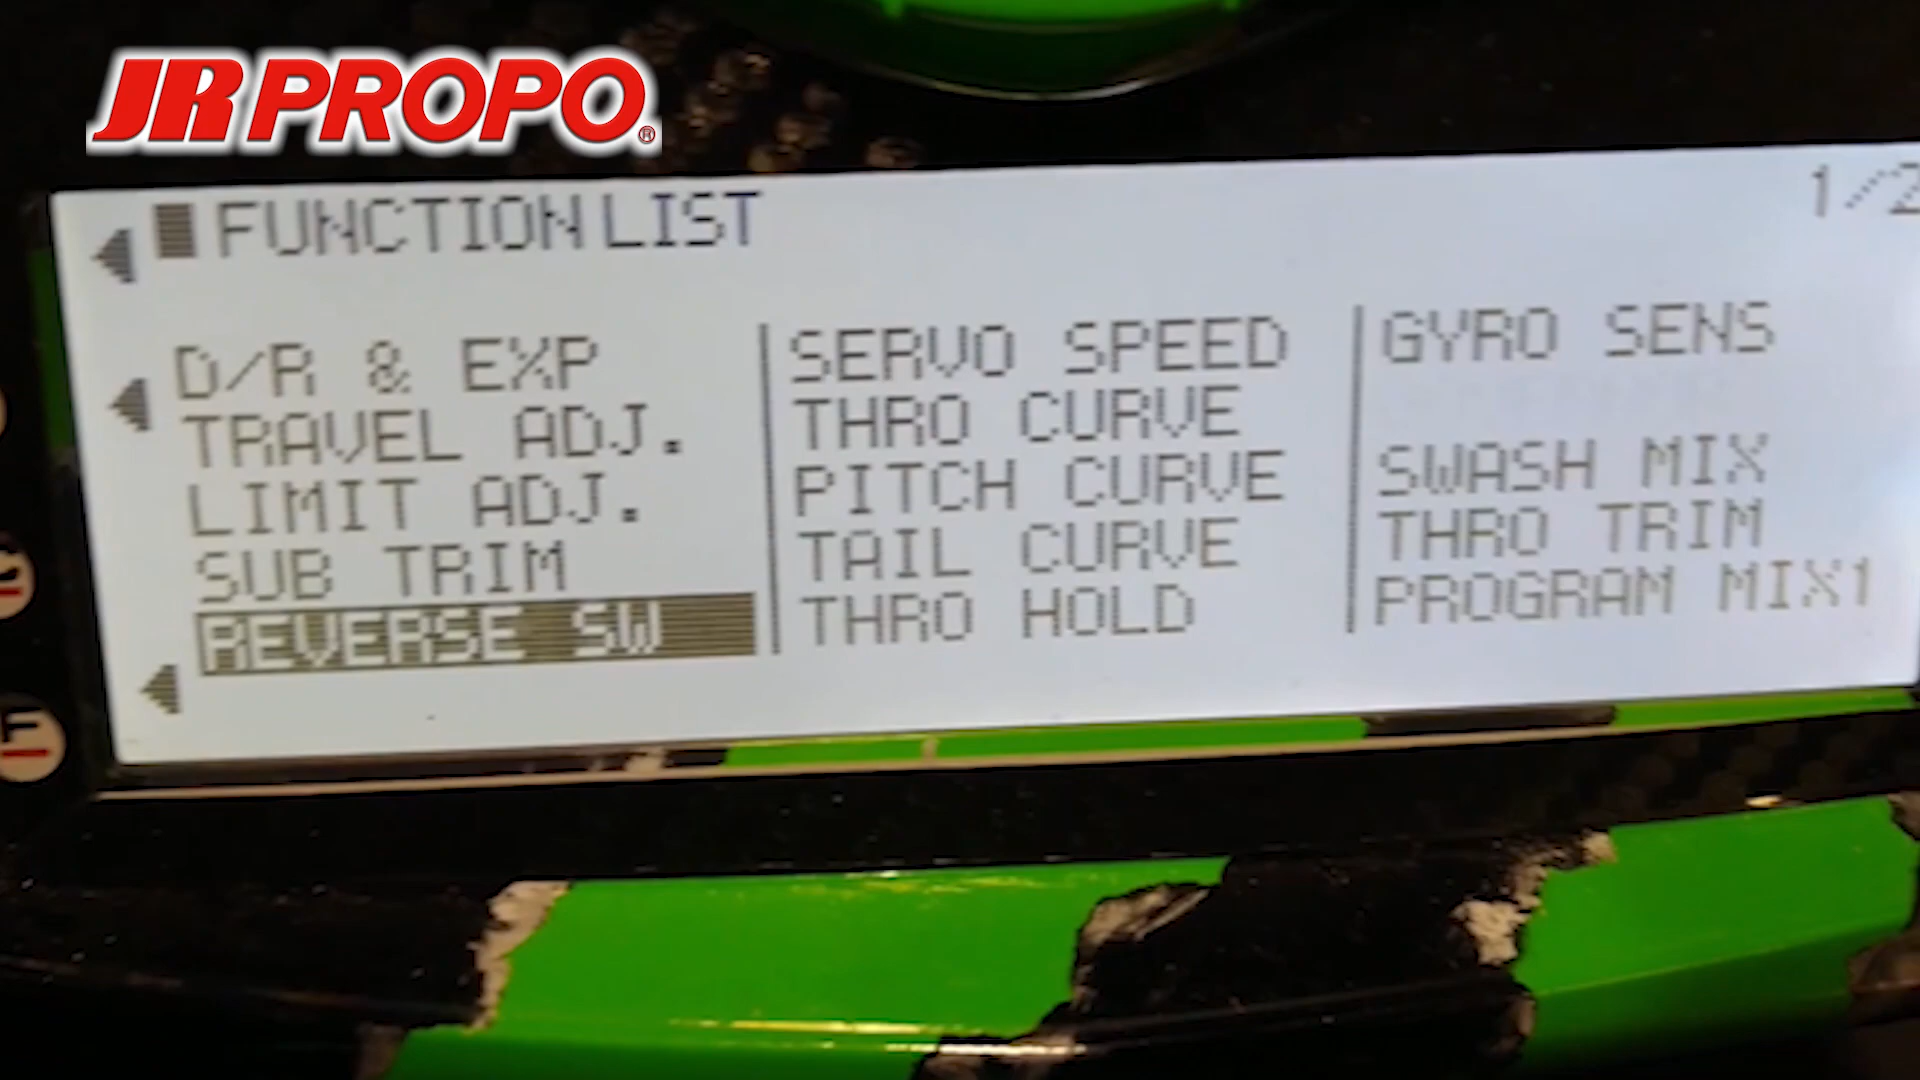 JR PROPO®
FUNCTION LIST
1/2
D/R & EXP
TRAVEL ADJ.
LIMIT ADJ.
SUB TRIM
REVERSE SW
SERVO SPEED
THRO CURVE
PITCH CURVE
TAIL CURVE
THRO HOLD
GYRO SENS
SWASH MIX
THRO TRIM
PROGRAM MIX1
F